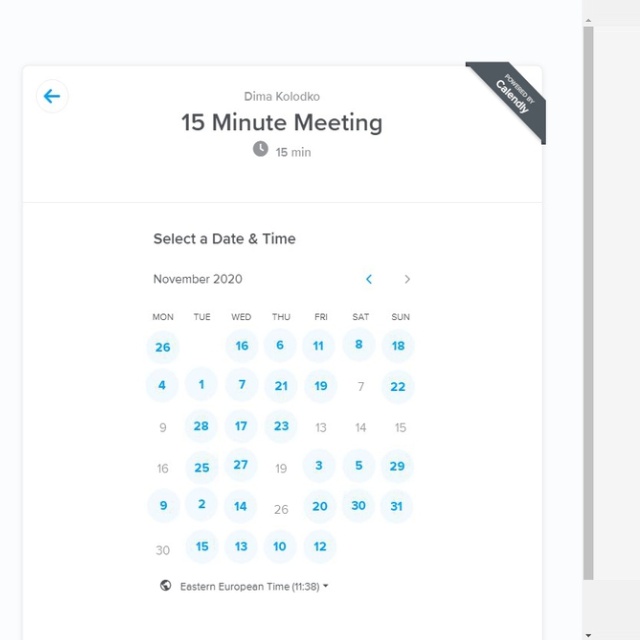 POWERED BY
Calendly
Dima Kolodko
15 Minute Meeting
15 min
Select a Date & Time
November 2020
MON TUE WED THU FRI SAT SUN
26 16 6 11 8 18
4 1 7 21 19 7 22
9 28 17 23 13 14 15
16 25 27 19 3 5 29
9 2 14 26 20 30 31
30 15 13 10 12
Eastern European Time (11:38)